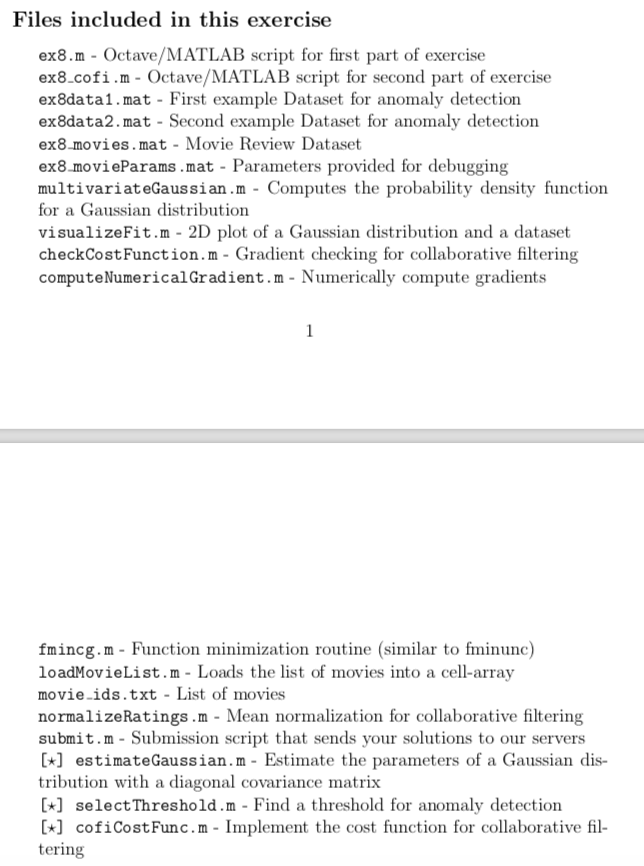 Files included in this exercise
ex8.m - Octave/MATLAB script for first part of exercise
ex8_cofi.m - Octave/MATLAB script for second part of exercise
ex8data1.mat - First example Dataset for anomaly detection
ex8data2.mat - Second example Dataset for anomaly detection
ex8_movies.mat - Movie Review Dataset
ex8_movieParams.mat - Parameters provided for debugging
multivariateGaussian.m - Computes the probability density function
for a Gaussian distribution
visualizeFit.m - 2D plot of a Gaussian distribution and a dataset
checkCostFunction.m - Gradient checking for collaborative filtering
computeNumericalGradient.m - Numerically compute gradients
1
fmincg.m - Function minimization routine (similar to fminunc)
loadMovieList.m - Loads the list of movies into a cell-array
movie_ids.txt - List of movies
normalizeRatings.m - Mean normalization for collaborative filtering
submit.m - Submission script that sends your solutions to our servers
[⋆] estimateGaussian.m - Estimate the parameters of a Gaussian dis-
tribution with a diagonal covariance matrix
[⋆] selectThreshold.m - Find a threshold for anomaly detection
[⋆] cofiCostFunc.m - Implement the cost function for collaborative fil-
tering